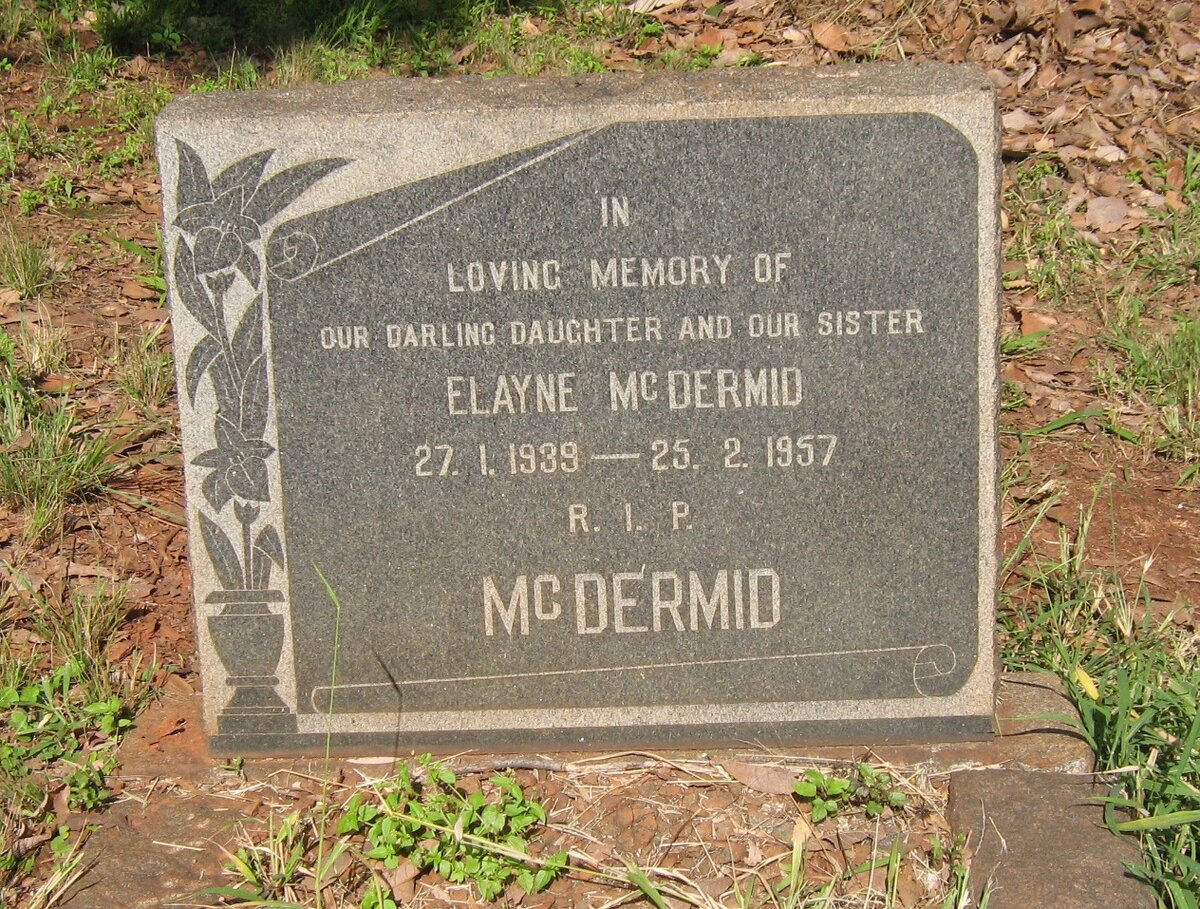 IN
LOVING MEMORY OF
OUR DARLING DAUGHTER AND OUR SISTER
ELAYNE McDERMID
27. 1. 1939 — 25. 2. 1957
R. I. P.
McDERMID